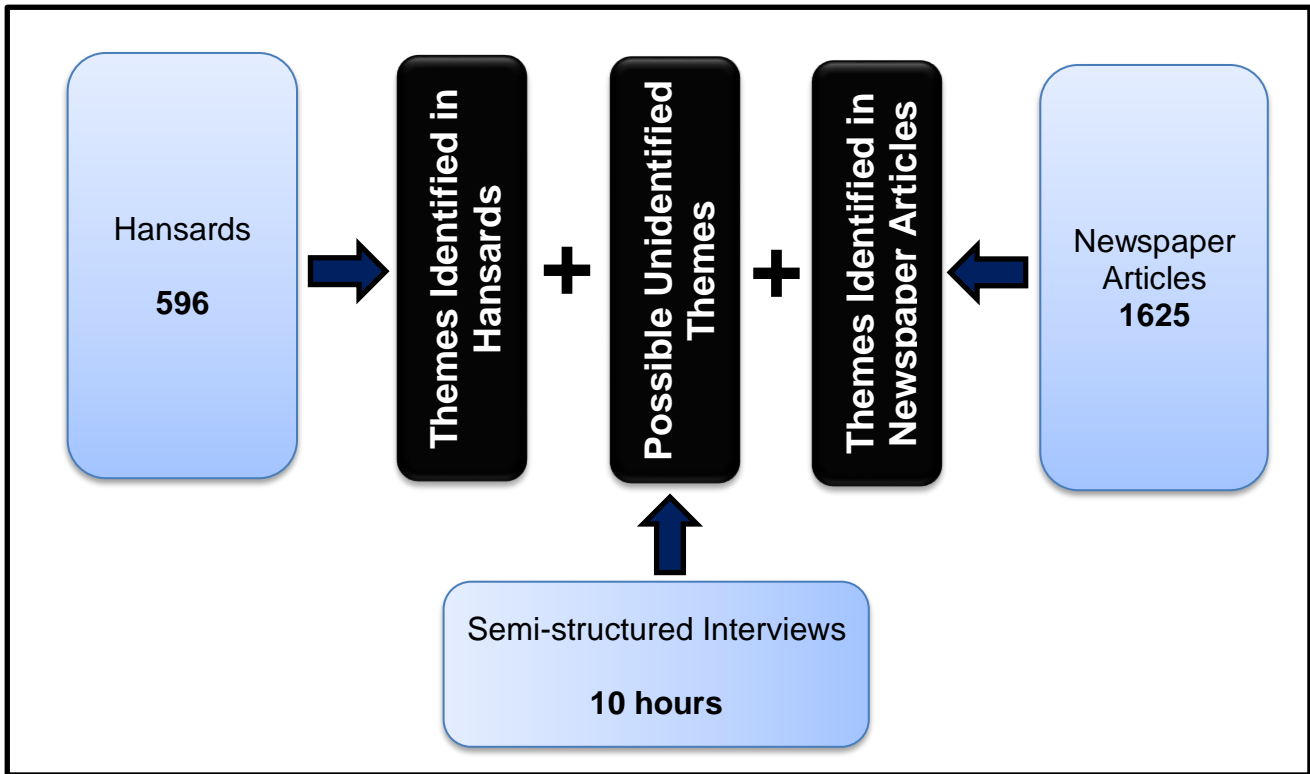 Hansards
596
Themes Identified in
Hansards
+
Possible Unidentified
Themes
+
Themes Identified in
Newspaper Articles
Newspaper
Articles
1625
Semi-structured Interviews
10 hours